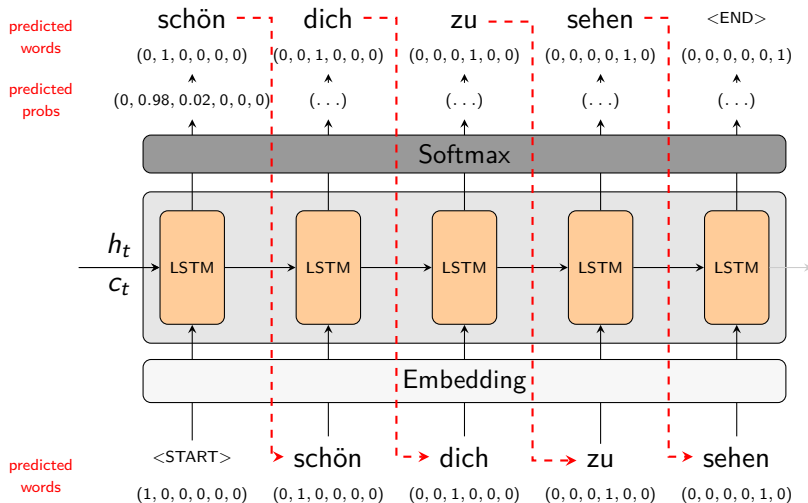 predicted words schön dich zu sehen <END>
(0, 1, 0, 0, 0, 0) (0, 0, 1, 0, 0, 0) (0, 0, 0, 1, 0, 0) (0, 0, 0, 0, 1, 0) (0, 0, 0, 0, 0, 1)
predicted probs (0, 0.98, 0.02, 0, 0, 0) (. . .) (. . .) (. . .) (. . .)
Softmax
h_t
LSTM LSTM LSTM LSTM LSTM
c_t
Embedding
predicted words <START> schön dich zu sehen
(1, 0, 0, 0, 0, 0) (0, 1, 0, 0, 0, 0) (0, 0, 1, 0, 0, 0) (0, 0, 0, 1, 0, 0) (0, 0, 0, 0, 1, 0)